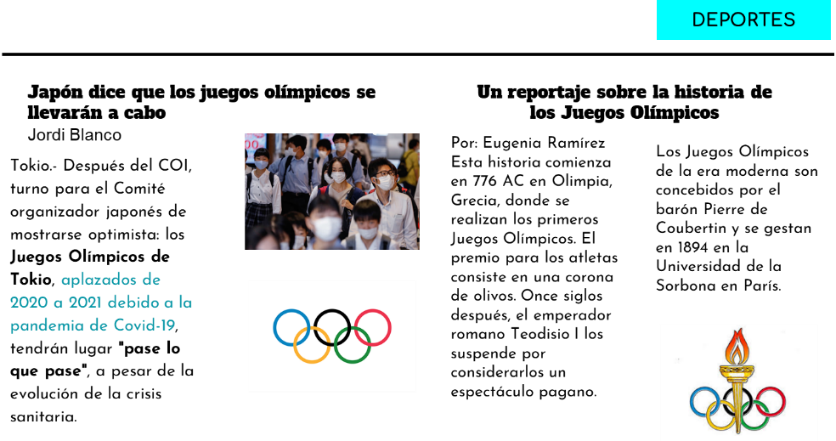 DEPORTES
Japón dice que los juegos olímpicos se
llevarán a cabo
Jordi Blanco
Tokio.- Después del COI,
turno para el Comité
organizador japonés de
mostrarse optimista: los
Juegos Olímpicos de
Tokio, aplazados de
2020 a 2021 debido a la
pandemia de Covid-19,
tendrán lugar "pase lo
que pase", a pesar de la
evolución de la crisis
sanitaria.
Un reportaje sobre la historia de
los Juegos Olímpicos
Por: Eugenia Ramírez
Esta historia comienza
en 776 AC en Olimpia,
Grecia, donde se
realizan los primeros
Juegos Olímpicos. El
premio para los atletas
consiste en una corona
de olivos. Once siglos
después, el emperador
romano Teodisio I los
suspende por
considerarlos un
espectáculo pagano.
Los Juegos Olímpicos
de la era moderna son
concebidos por el
barón Pierre de
Coubertin y se gestan
en 1894 en la
Universidad de la
Sorbona en París.